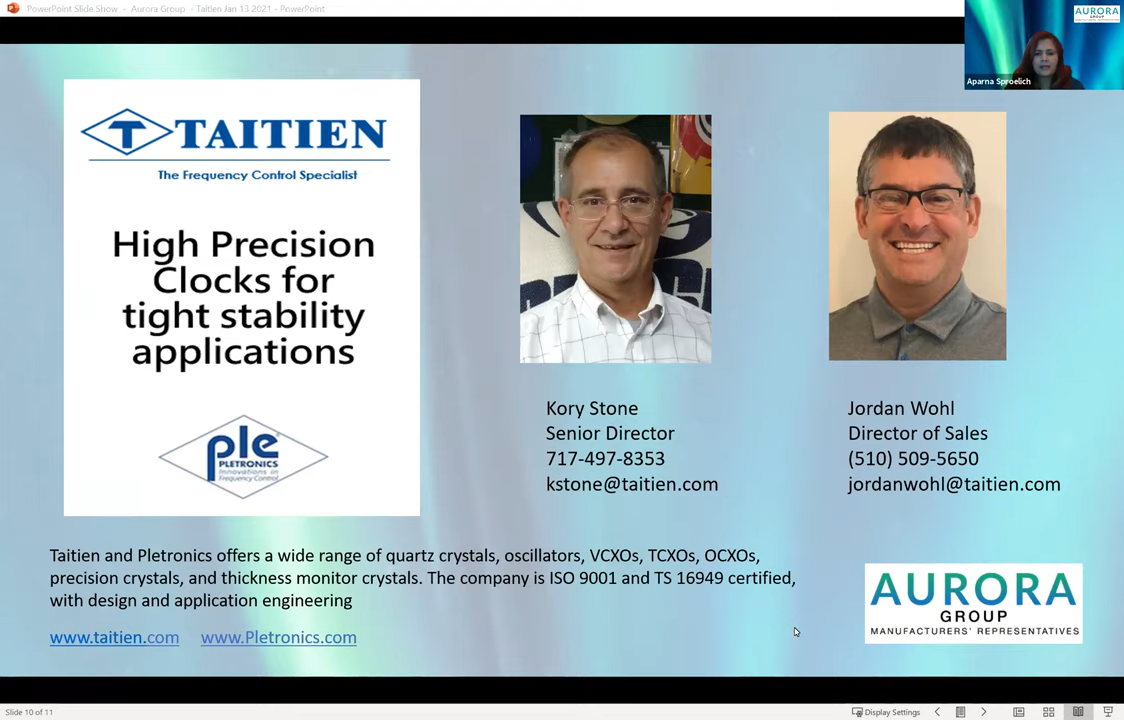 PowerPoint Slide Show - Aurora Group - Taitien Jan 13 2021 - PowerPoint
AURORA
GROUP
Aparna Sproelich
T TAITIEN
The Frequency Control Specialist
High Precision
Clocks for
tight stability
applications
ple
PLETRONICS
Innovations in
Frequency Control
Kory Stone
Senior Director
717-497-8353
kstone@taitien.com
Jordan Wohl
Director of Sales
(510) 509-5650
jordanwohl@taitien.com
Taitien and Pletronics offers a wide range of quartz crystals, oscillators, VCXOs, TCXOs, OCXOs,
precision crystals, and thickness monitor crystals. The company is ISO 9001 and TS 16949 certified,
with design and application engineering
www.taitien.com www.Pletronics.com
AURORA
GROUP
MANUFACTURERS' REPRESENTATIVES
Slide 10 of 11
Display Settings